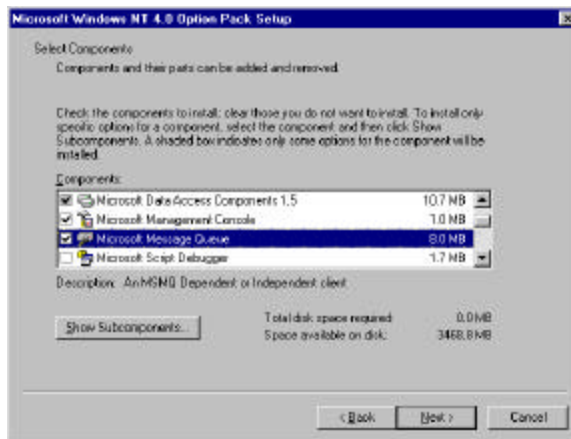 Microsoft Windows NT 4.0 Option Pack Setup
Select Components
Components and their parts can be added and removed.
Check the components to install; clear those you do not want to install. To install only
specific options for a component, select the component and then click Show
Subcomponents. A shaded box indicates only some options for the component will be
installed.
Components:
Microsoft Data Access Components 1.5 10.7 MB
Microsoft Management Console 1.0 MB
Microsoft Message Queue 8.0 MB
Microsoft Script Debugger 1.7 MB
Description: An MSMQ Dependent or Independent client
Show Subcomponents...
Total disk space required: 0.0 MB
Space available on disk: 3468.8 MB
< Back Next > Cancel